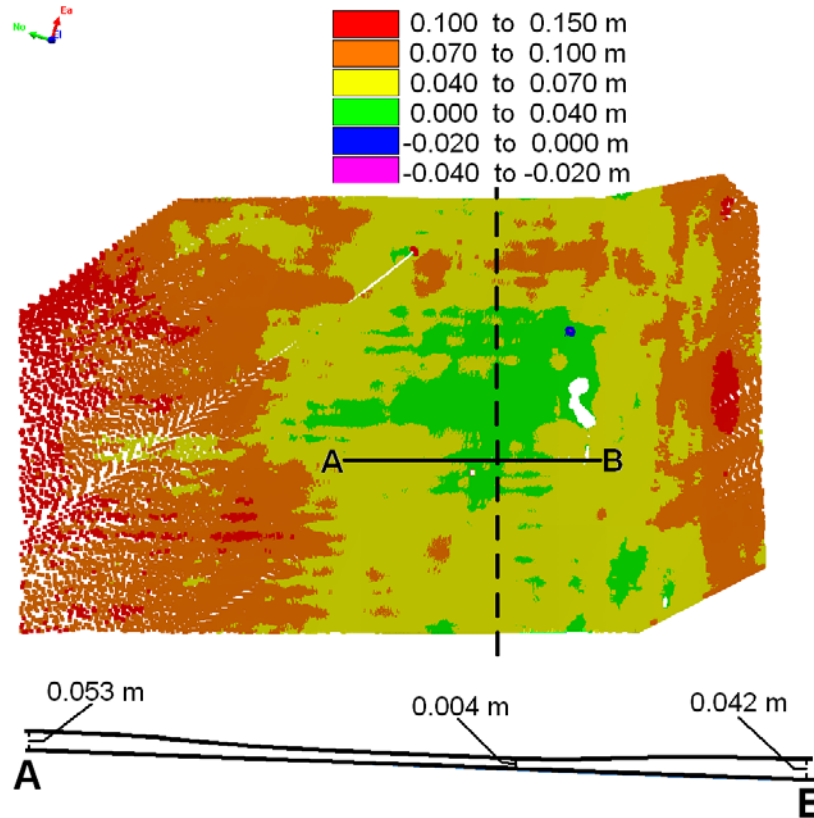 Ea
No
El
0.100 to 0.150 m
0.070 to 0.100 m
0.040 to 0.070 m
0.000 to 0.040 m
-0.020 to 0.000 m
-0.040 to -0.020 m
A B
0.053 m
0.004 m
0.042 m
A B